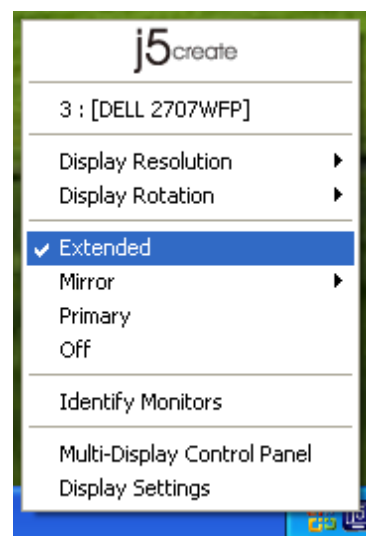 j5create
3 : [DELL 2707WFP]
Display Resolution
Display Rotation
Extended
Mirror
Primary
Off
Identify Monitors
Multi-Display Control Panel
Display Settings